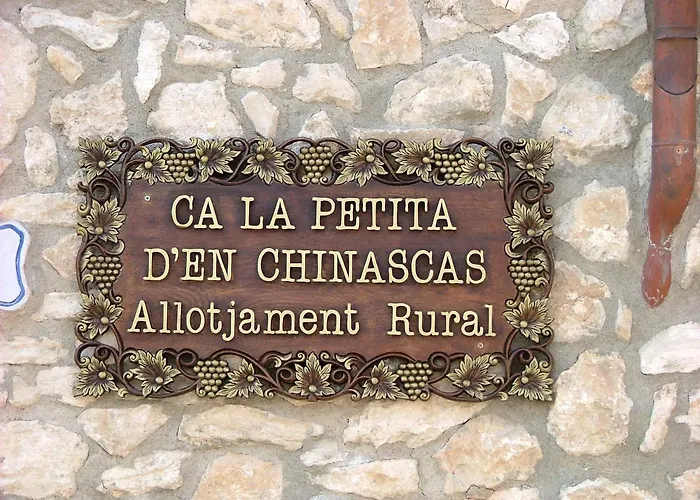 CA LA PETITA
D'EN CHINASCAS
Allotjament Rural